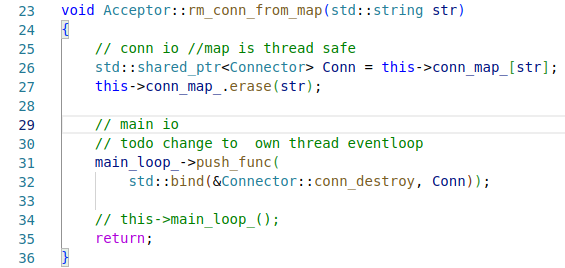 23 void Acceptor::rm_conn_from_map(std::string str)
24 {
25 // conn io //map is thread safe
26 std::shared_ptr<Connector> Conn = this->conn_map_[str];
27 this->conn_map_.erase(str);
28
29 // main io
30 // todo change to  own thread eventloop
31 main_loop_->push_func(
32 std::bind(&Connector::conn_destroy, Conn));
33
34 // this->main_loop_();
35 return;
36 }